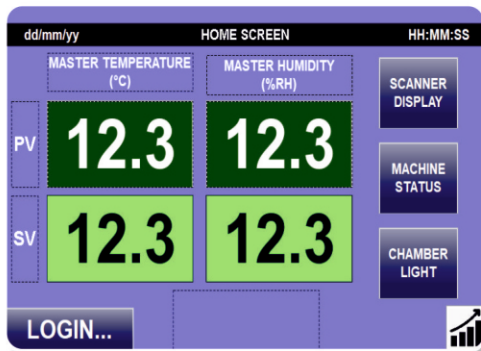 dd/mm/yy HOME SCREEN HH:MM:SS
MASTER TEMPERATURE
(°C)
MASTER HUMIDITY
(%RH)
SCANNER
DISPLAY
PV
12.3
12.3
MACHINE
STATUS
SV
12.3
12.3
CHAMBER
LIGHT
LOGIN...